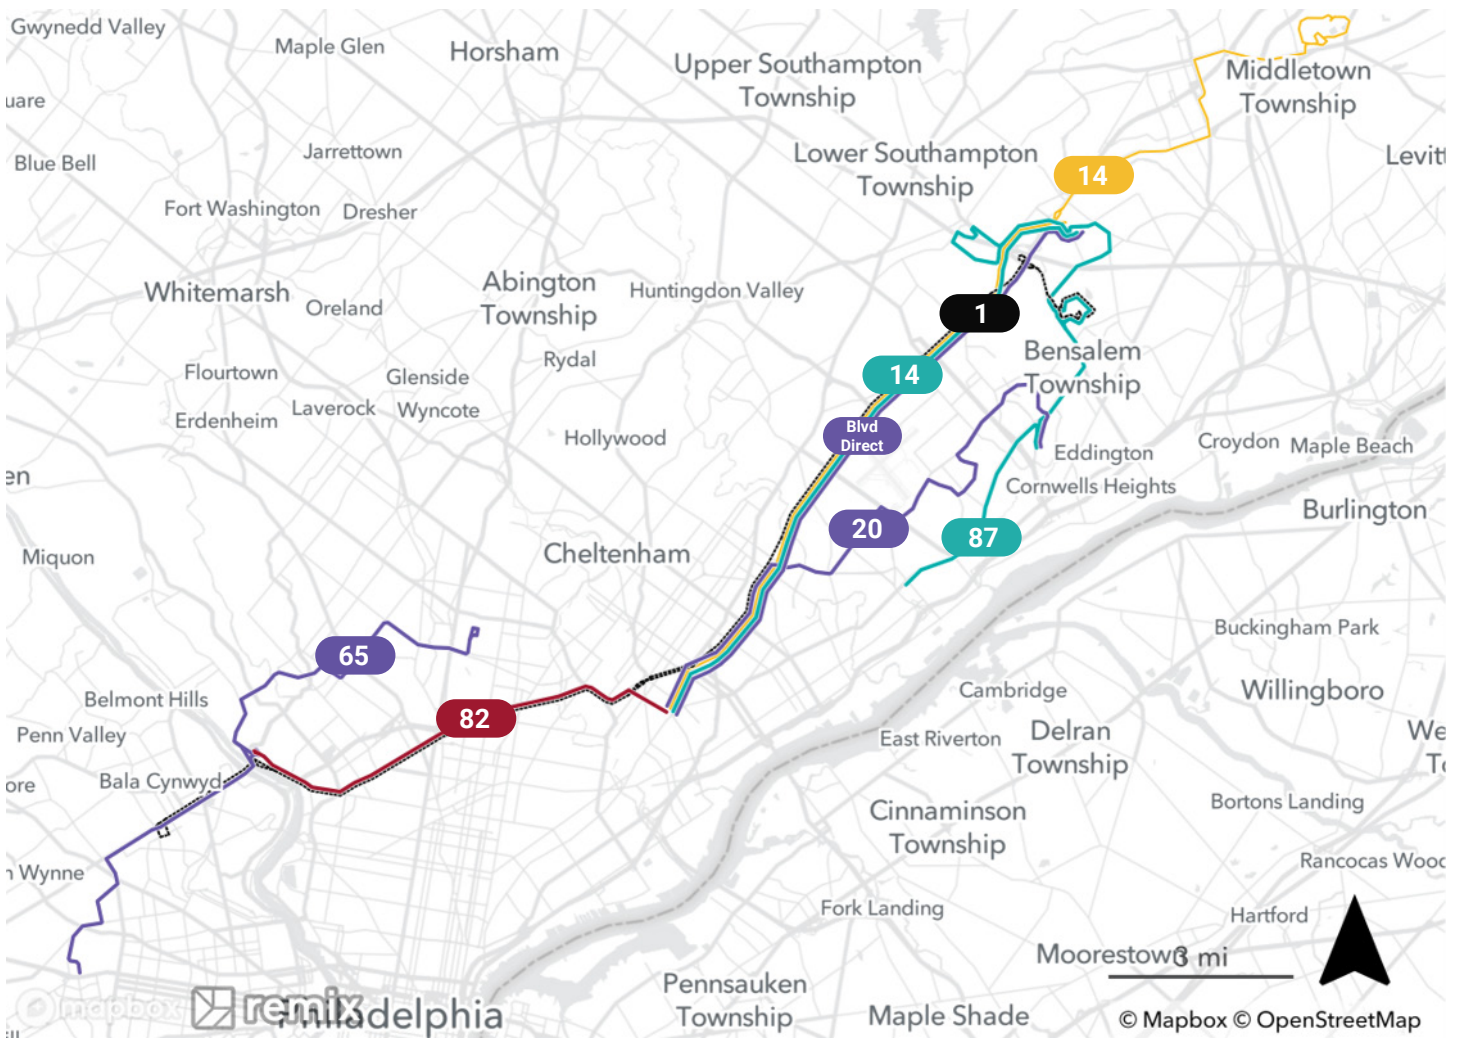 Gwynedd Valley
Maple Glen
Horsham
Upper Southampton
Township
Middletown
Township
uare
Blue Bell
Jarrettown
Lower Southampton
Township
Levitt
14
Fort Washington
Dresher
Whitemarsh
Oreland
Abington
Township
Huntingdon Valley
1
Rydal
Bensalem
Township
Flourtown
Glenside
14
Laverock
Wyncote
Erdenheim
Hollywood
Blvd
Direct
Croydon
Maple Beach
Eddington
en
Cornwells Heights
Burlington
20
87
Miquon
Cheltenham
Buckingham Park
65
Belmont Hills
Cambridge
Willingboro
82
Penn Valley
East Riverton
Delran
Township
We
To
Bala Cynwyd
ore
Bortons Landing
Cinnaminson
Township
n Wynne
Rancocas Wood
Fork Landing
Hartford
Moorestown
3 mi
Pennsauken
Township
mapbox
remix
Philadelphia
Maple Shade
© Mapbox © OpenStreetMap